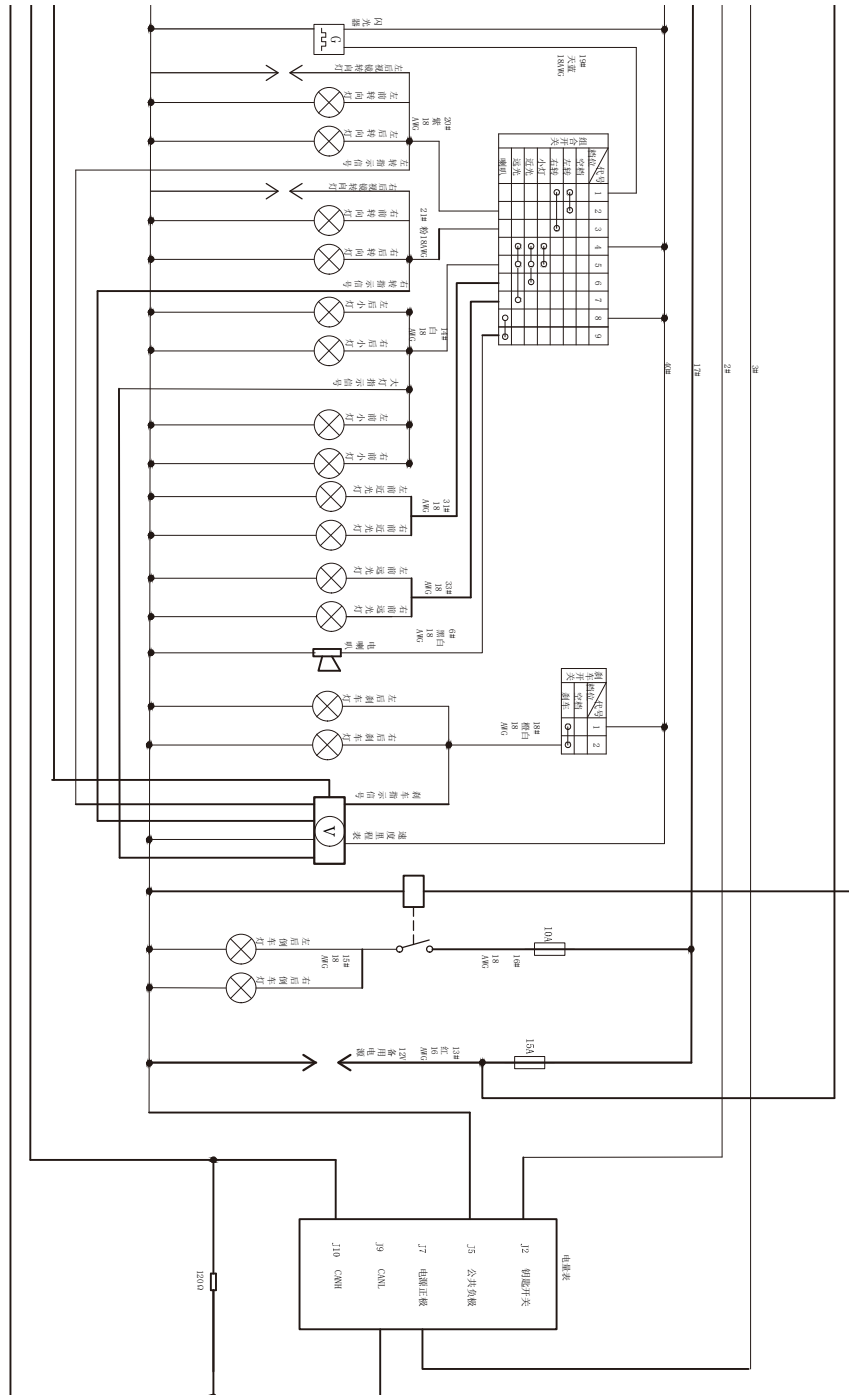 闪光器
G
19#
天蓝
18AWG
左后视镜转向灯
左前转向灯
左后转向灯
左转指示信号
20#
紫
18
AWG
右后视镜转向灯
右前转向灯
右后转向灯
右转指示信号
21# 粉18AWG
组合开关
代号
档位
空档
左转
右转
小灯
近光
远光
喇叭
1
2
3
4
5
6
7
8
9
左后小灯
右后小灯
14#
白
18
AWG
大灯指示信号
左前小灯
右前小灯
左前近光灯
右前近光灯
31#
18
AWG
左前远光灯
右前远光灯
33#
18
AWG
电喇叭
6#
黑白
18
AWG
40#
17#
2#
3#
刹车开关
代号
档位
空档
刹车
1
2
左后刹车灯
右后刹车灯
18#
橙白
18
AWG
刹车指示信号
V
速度里程表
左后倒车灯
右后倒车灯
15#
18
AWG
16#
18
AWG
10A
12V
备用电源
13#
红
16
AWG
15A
电量表
J2 钥匙开关
J5 公共负极
J7 电源正极
J9 CANL
J10 CANH
120Ω